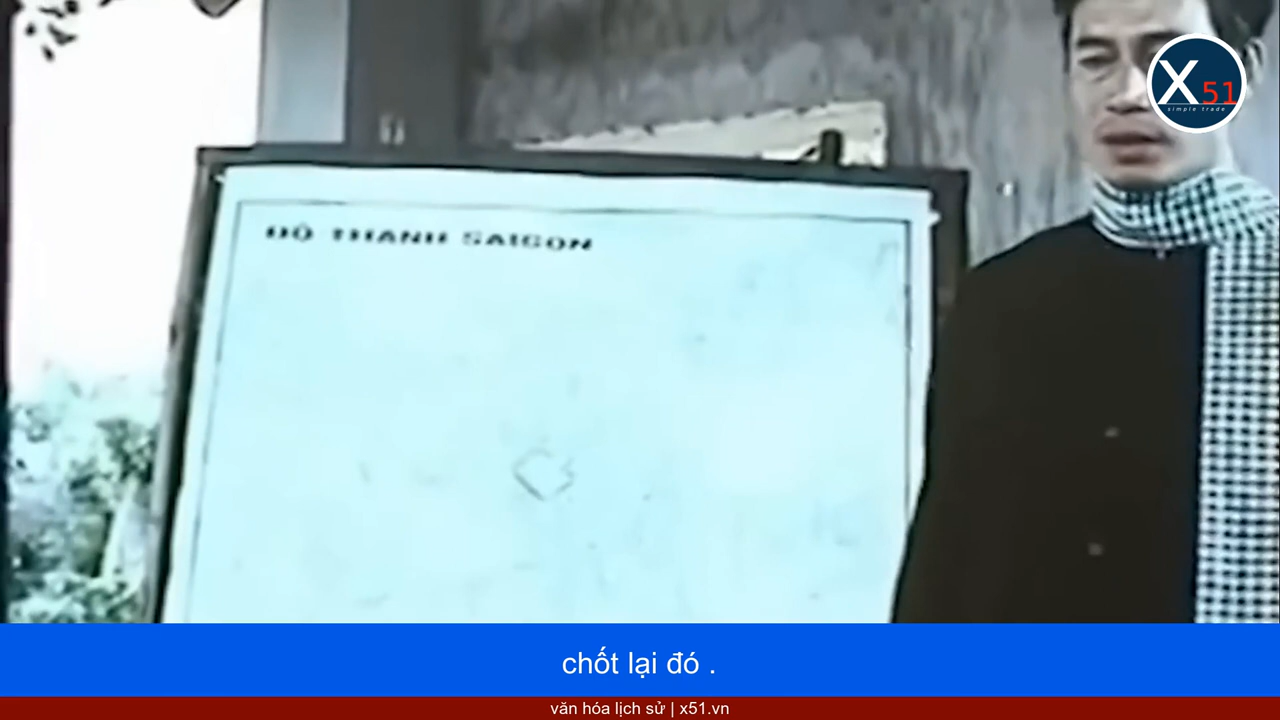 X51
simple trade
ĐÔ THÀNH SAIGON
chốt lại đó .
văn hóa lịch sử | x51.vn